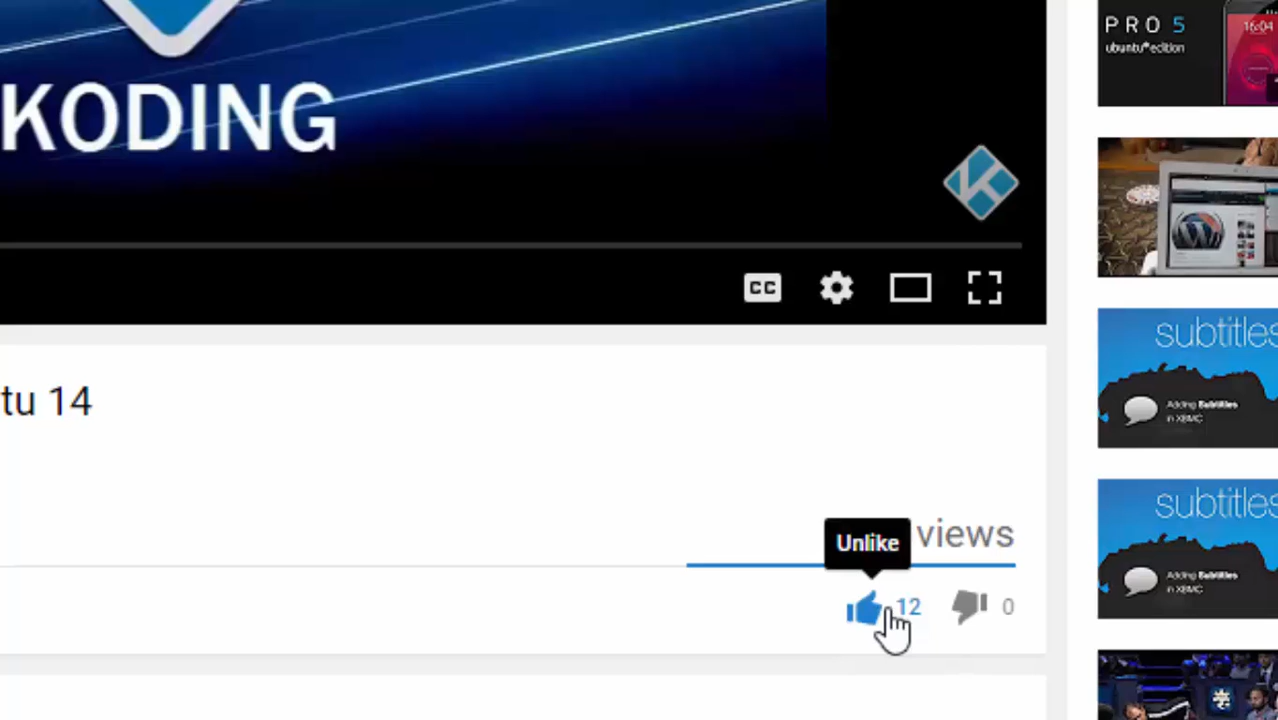 KODING
CC
tu 14
Unlike
views
12
0
PRO 5
ubuntu edition
16:04
subtitles
Adding Subtitles
in XBMC
subtitles
Adding Subtitles
in XBMC